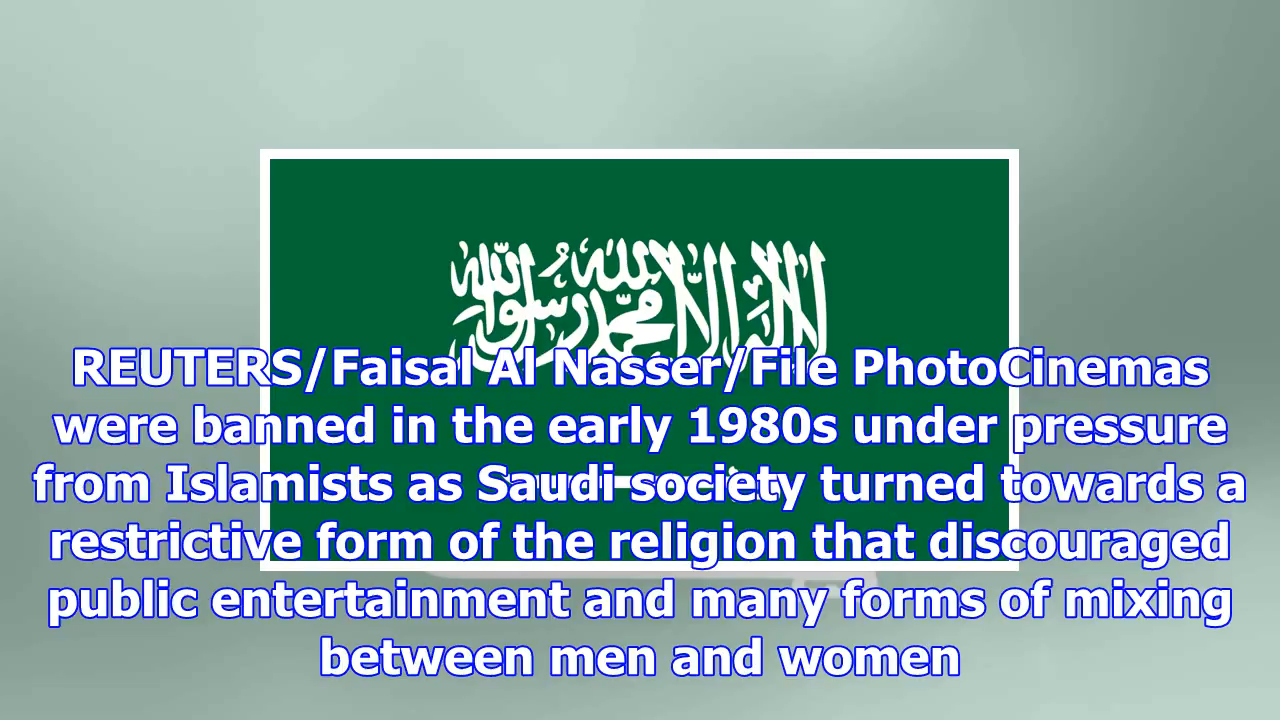 لا إله إلا الله محمد رسول الله
REUTERS/Faisal Al Nasser/File PhotoCinemas
were banned in the early 1980s under pressure
from Islamists as Saudi society turned towards a
restrictive form of the religion that discouraged
public entertainment and many forms of mixing
between men and women